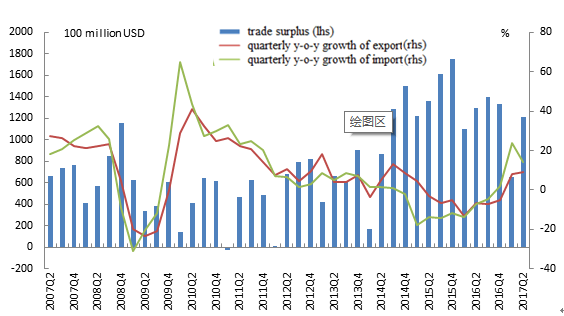 100 million USD
trade surplus (lhs)
quarterly y-o-y growth of export(rhs)
quarterly y-o-y growth of import(rhs)
%
2000
1800
1600
1400
1200
1000
800
600
400
200
0
-200
绘图区
80
60
40
20
0
-20
-40
2007Q2
2007Q4
2008Q2
2008Q4
2009Q2
2009Q4
2010Q2
2010Q4
2011Q2
2011Q4
2012Q2
2012Q4
2013Q2
2013Q4
2014Q2
2014Q4
2015Q2
2015Q4
2016Q2
2016Q4
2017Q2